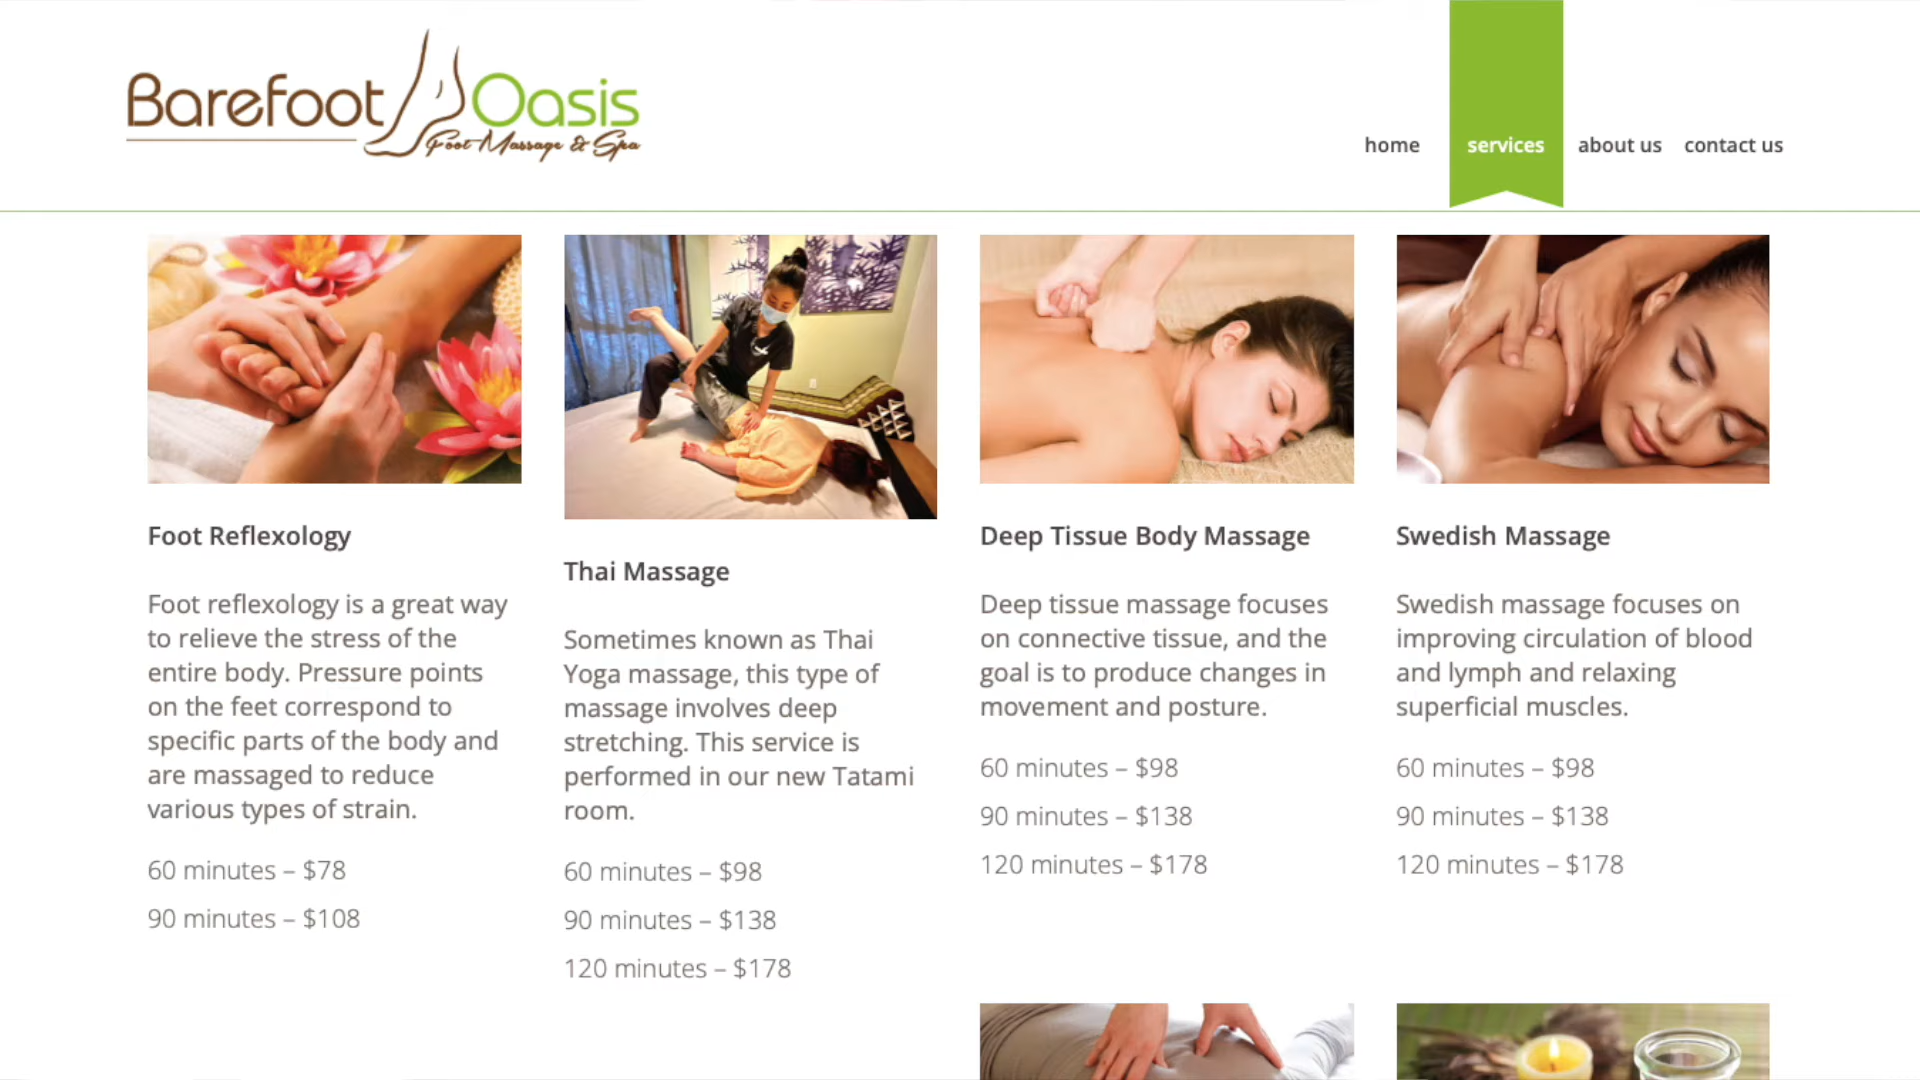 Barefoot Oasis
Foot Massage & Spa
home
services
about us
contact us
Foot Reflexology
Foot reflexology is a great way
to relieve the stress of the
entire body. Pressure points
on the feet correspond to
specific parts of the body and
are massaged to reduce
various types of strain.
60 minutes – $78
90 minutes – $108
Thai Massage
Sometimes known as Thai
Yoga massage, this type of
massage involves deep
stretching. This service is
performed in our new Tatami
room.
60 minutes – $98
90 minutes – $138
120 minutes – $178
Deep Tissue Body Massage
Deep tissue massage focuses
on connective tissue, and the
goal is to produce changes in
movement and posture.
60 minutes – $98
90 minutes – $138
120 minutes – $178
Swedish Massage
Swedish massage focuses on
improving circulation of blood
and lymph and relaxing
superficial muscles.
60 minutes – $98
90 minutes – $138
120 minutes – $178